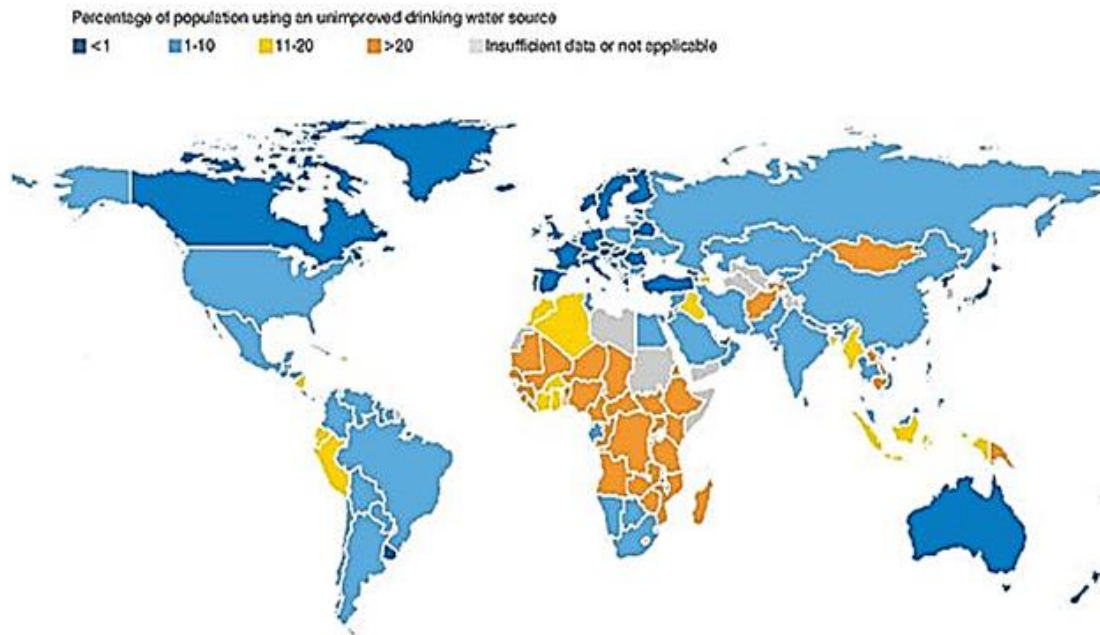 Percentage of population using an unimproved drinking water source
<1 1-10 11-20 >20 Insufficient data or not applicable